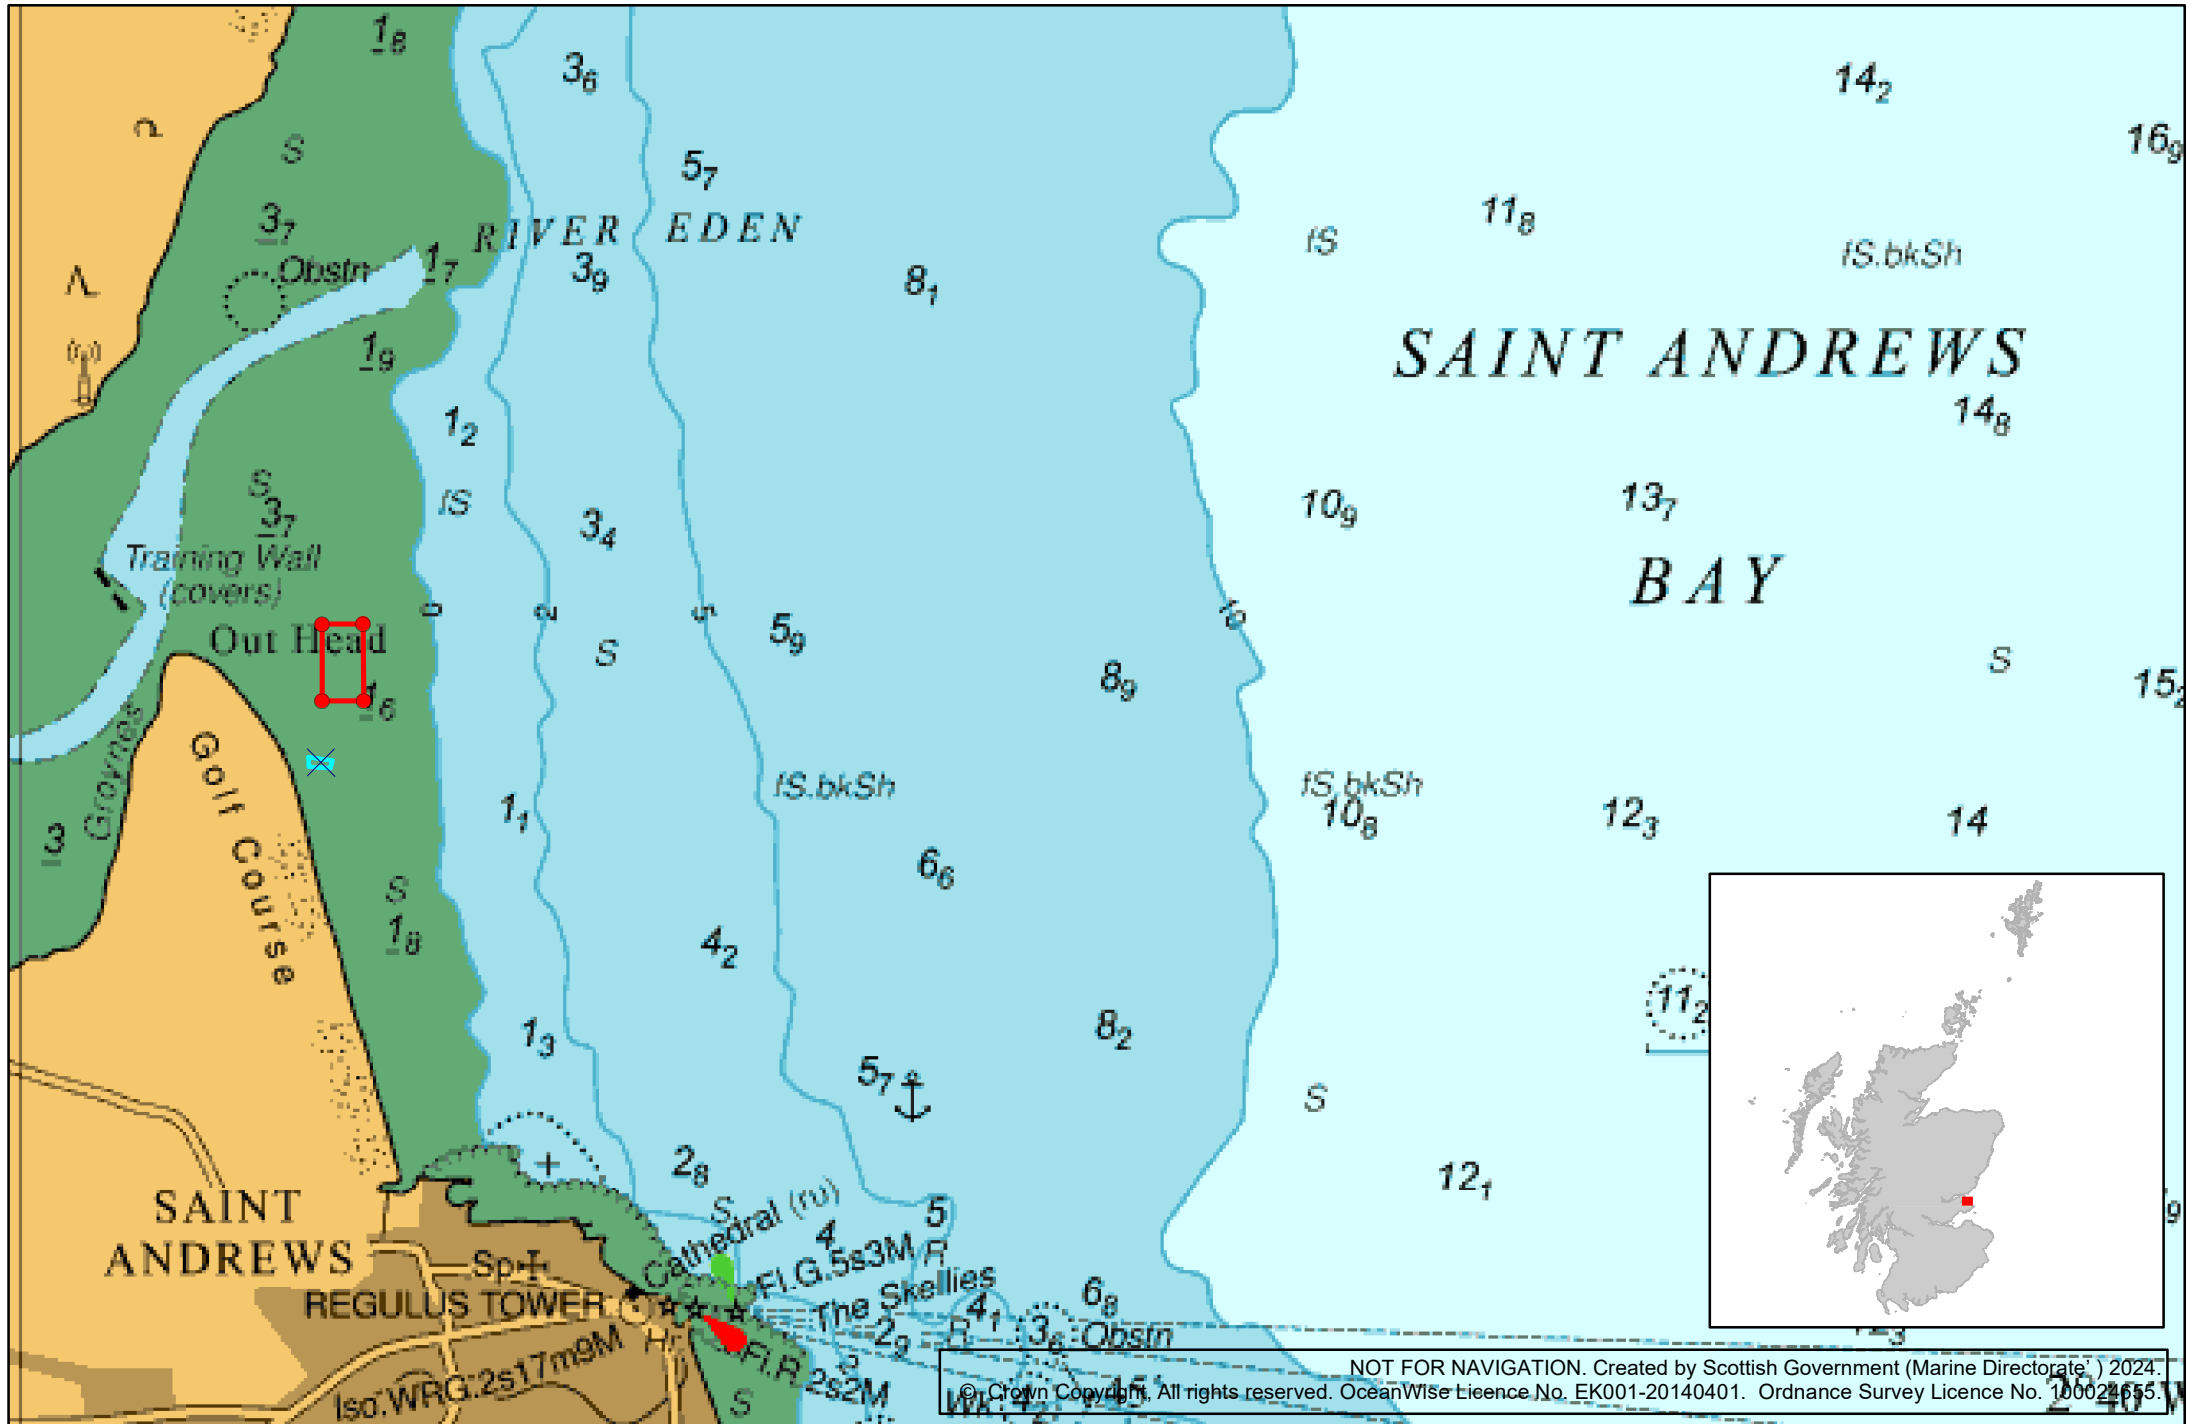 1₈
3₆
14₂
16₉
S
5₇
3₇
RIVER EDEN
11₈
fS
fS.bkSh
Obstn
1₇
3₉
8₁
SAINT ANDREWS
1₉
14₈
1₂
S
fS
3₇
3₄
10₉
13₇
Training Wall
(covers)
BAY
0
2
5
10
5₉
Out Head
S
S
8₉
15₂
1₆
Groynes
Golf Course
fS.bkSh
fS.bkSh
1₁
10₈
12₃
14
3
6₆
S
1₈
4₂
11₂
1₃
8₂
5₇
S
2₈
12₁
SAINT
ANDREWS
S
Cathedral (ru)
4
5
Sp
Fl.G.5s3M
R
REGULUS TOWER
The Skellies
4₁
6₈
2₉
R
3₆
Obstn
Fl.R
2s2M
Iso.WRG.2s17m9M
S
NOT FOR NAVIGATION. Created by Scottish Government (Marine Directorate' ) 2024.
© Crown Copyright, All rights reserved. OceanWise Licence No. EK001-20140401. Ordnance Survey Licence No. 100024655.